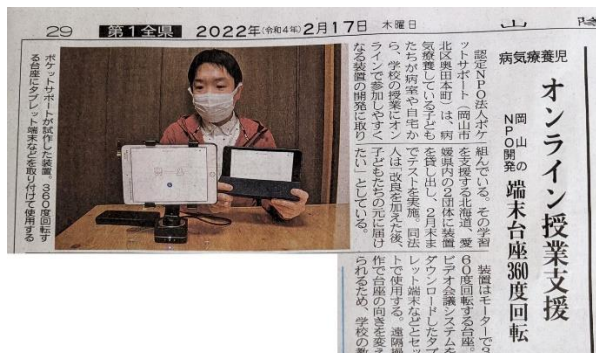 29 第1全県 2022年(令和4年)2月17日 木曜日 山
病気療養児
オンライン授業支援
岡山の
NPO開発
端末台座360度回転
認定NPO法人ポケ
ットサポート(岡山市
北区奥田本町)は、病
気療養している子ども
たちが病室や自宅か
ら、学校の授業にオン
ラインで参加しやすく
なる装置の開発に取り
組んでいる。その学習
を支援する北海道、愛
媛県内の2団体に装置
を貸し出し、2月末ま
でテストを実施。同法
人は「改良を加えた後、
子どもたちの元に届け
たい」としている。
装置はモーターで3
60度回転する台座。
ビデオ会議システムを
ダウンロードしたタブ
レット端末などとセッ
トで使用する。遠隔操
作で台座の向きを変え
られるため、学校の教
ポケットサポートが試作した装置。360度回転す
る台座にタブレット端末などを取り付けて使用する